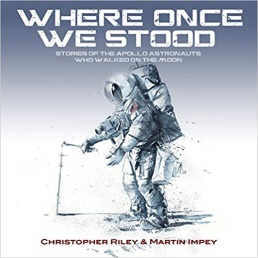 WHERE ONCE
WE STOOD
STORIES OF THE APOLLO ASTRONAUTS
WHO WALKED ON THE MOON
CHRISTOPHER RILEY & MARTIN IMPEY